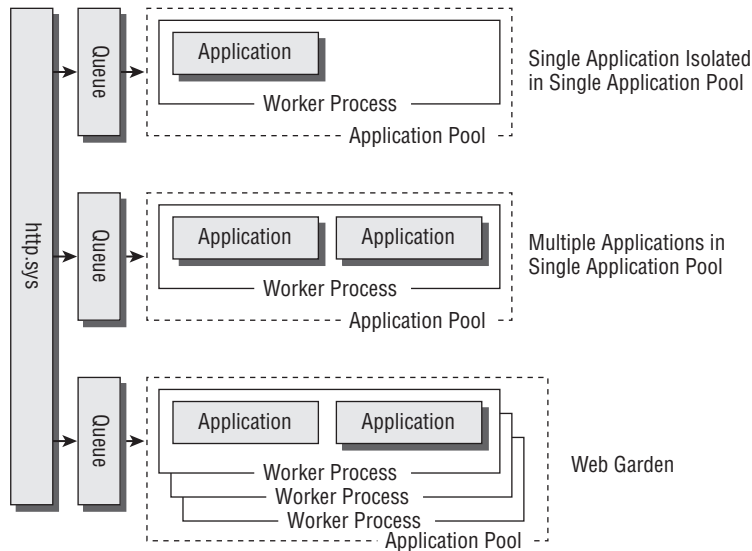 http.sys
Queue
Application
Worker Process
Application Pool
Single Application Isolated
in Single Application Pool
Queue
Application
Application
Worker Process
Application Pool
Multiple Applications in
Single Application Pool
Queue
Application
Application
Worker Process
Worker Process
Worker Process
Application Pool
Web Garden